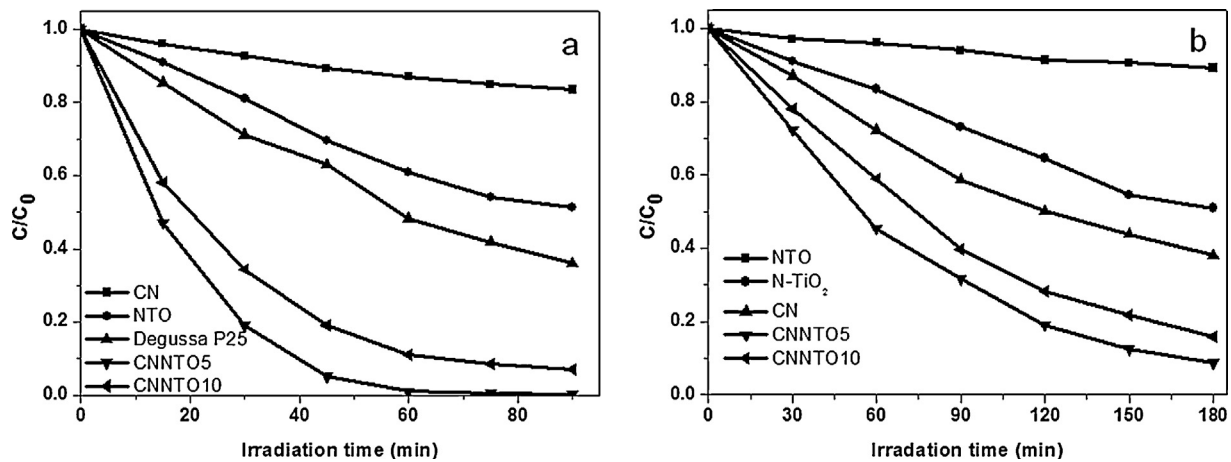 a
C/C0
1.0
0.8
0.6
0.4
0.2
0.0
CN
NTO
Degussa P25
CNNTO5
CNNTO10
0 20 40 60 80
Irradiation time (min)
b
C/C0
1.0
0.8
0.6
0.4
0.2
0.0
NTO
N-TiO2
CN
CNNTO5
CNNTO10
0 30 60 90 120 150 180
Irradation time (min)